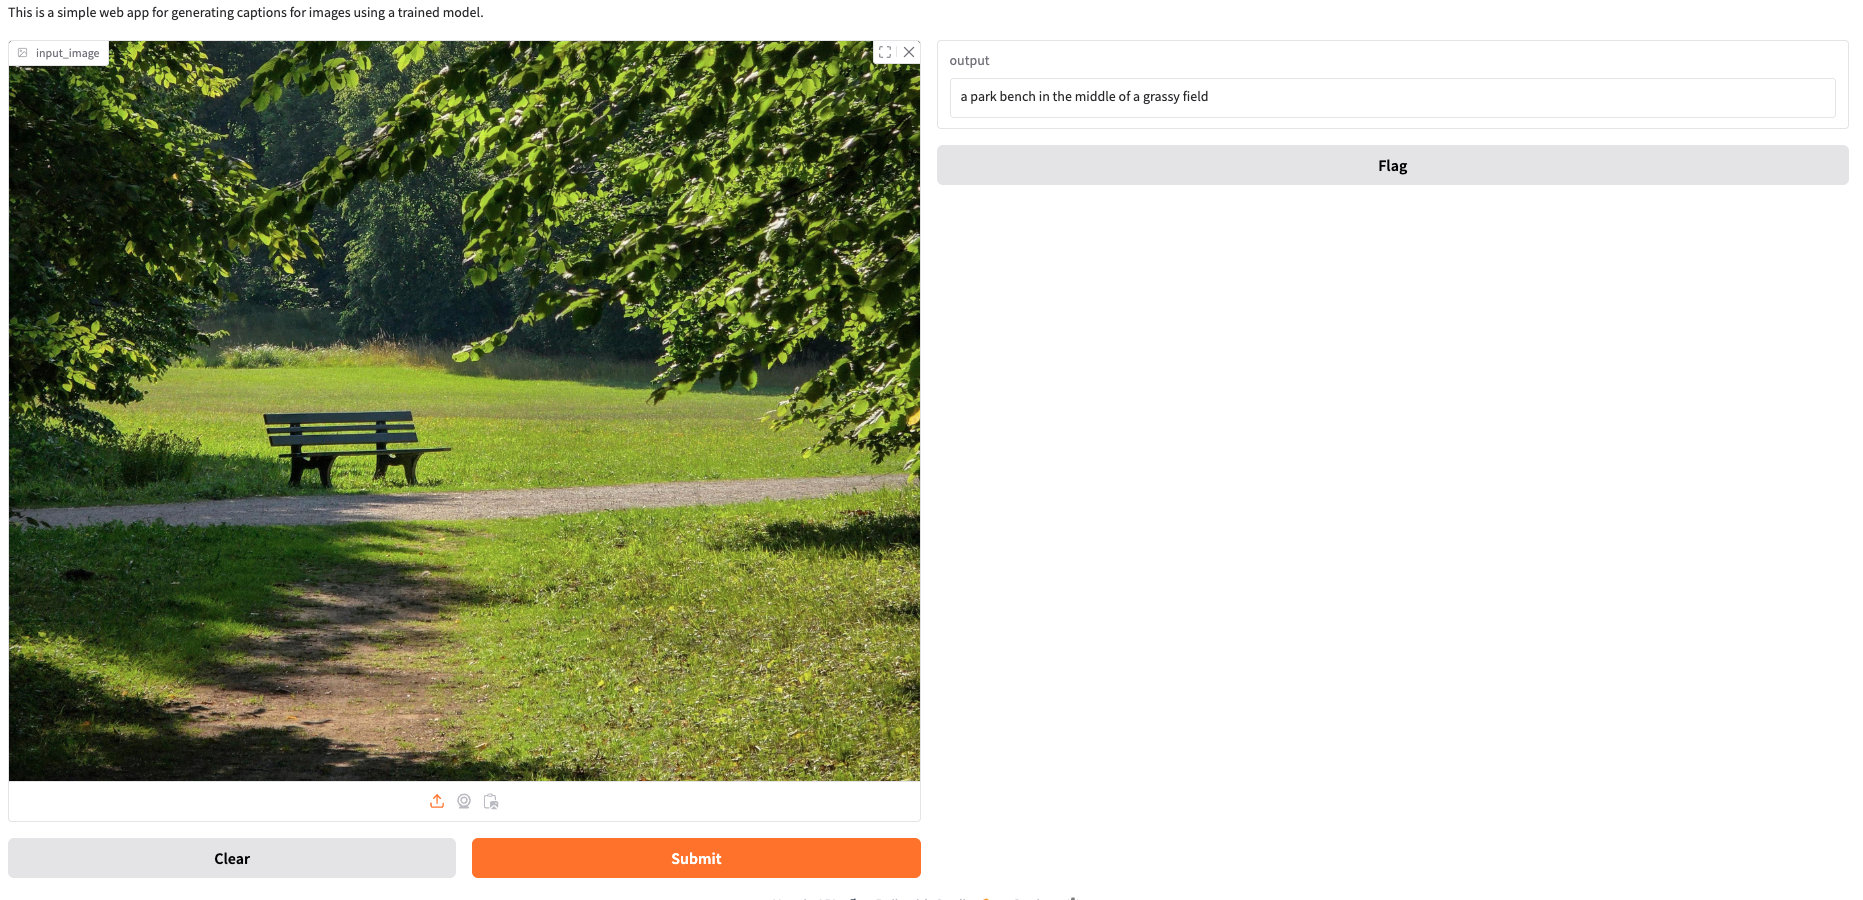 This is a simple web app for generating captions for images using a trained model.
input_image
output
a park bench in the middle of a grassy field
Flag
Clear
Submit